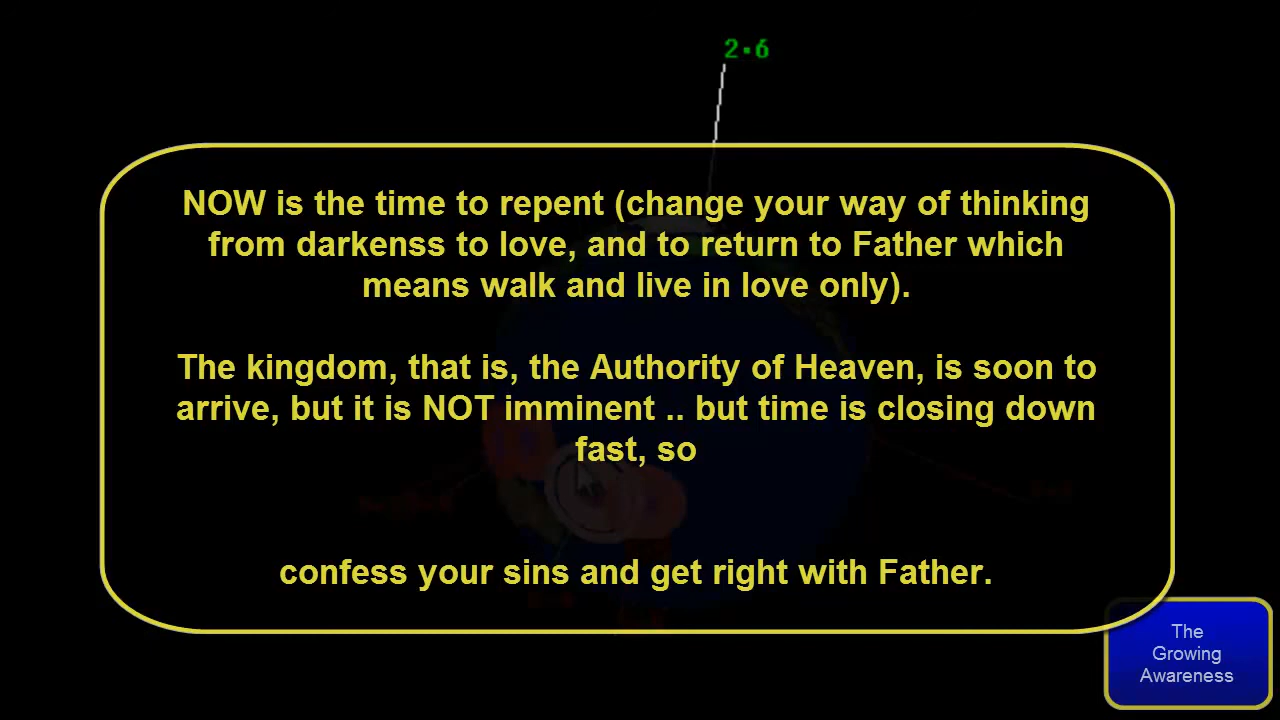 2.6
NOW is the time to repent (change your way of thinking
from darkenss to love, and to return to Father which
means walk and live in love only).
The kingdom, that is, the Authority of Heaven, is soon to
arrive, but it is NOT imminent .. but time is closing down
fast, so
confess your sins and get right with Father.
The
Growing
Awareness